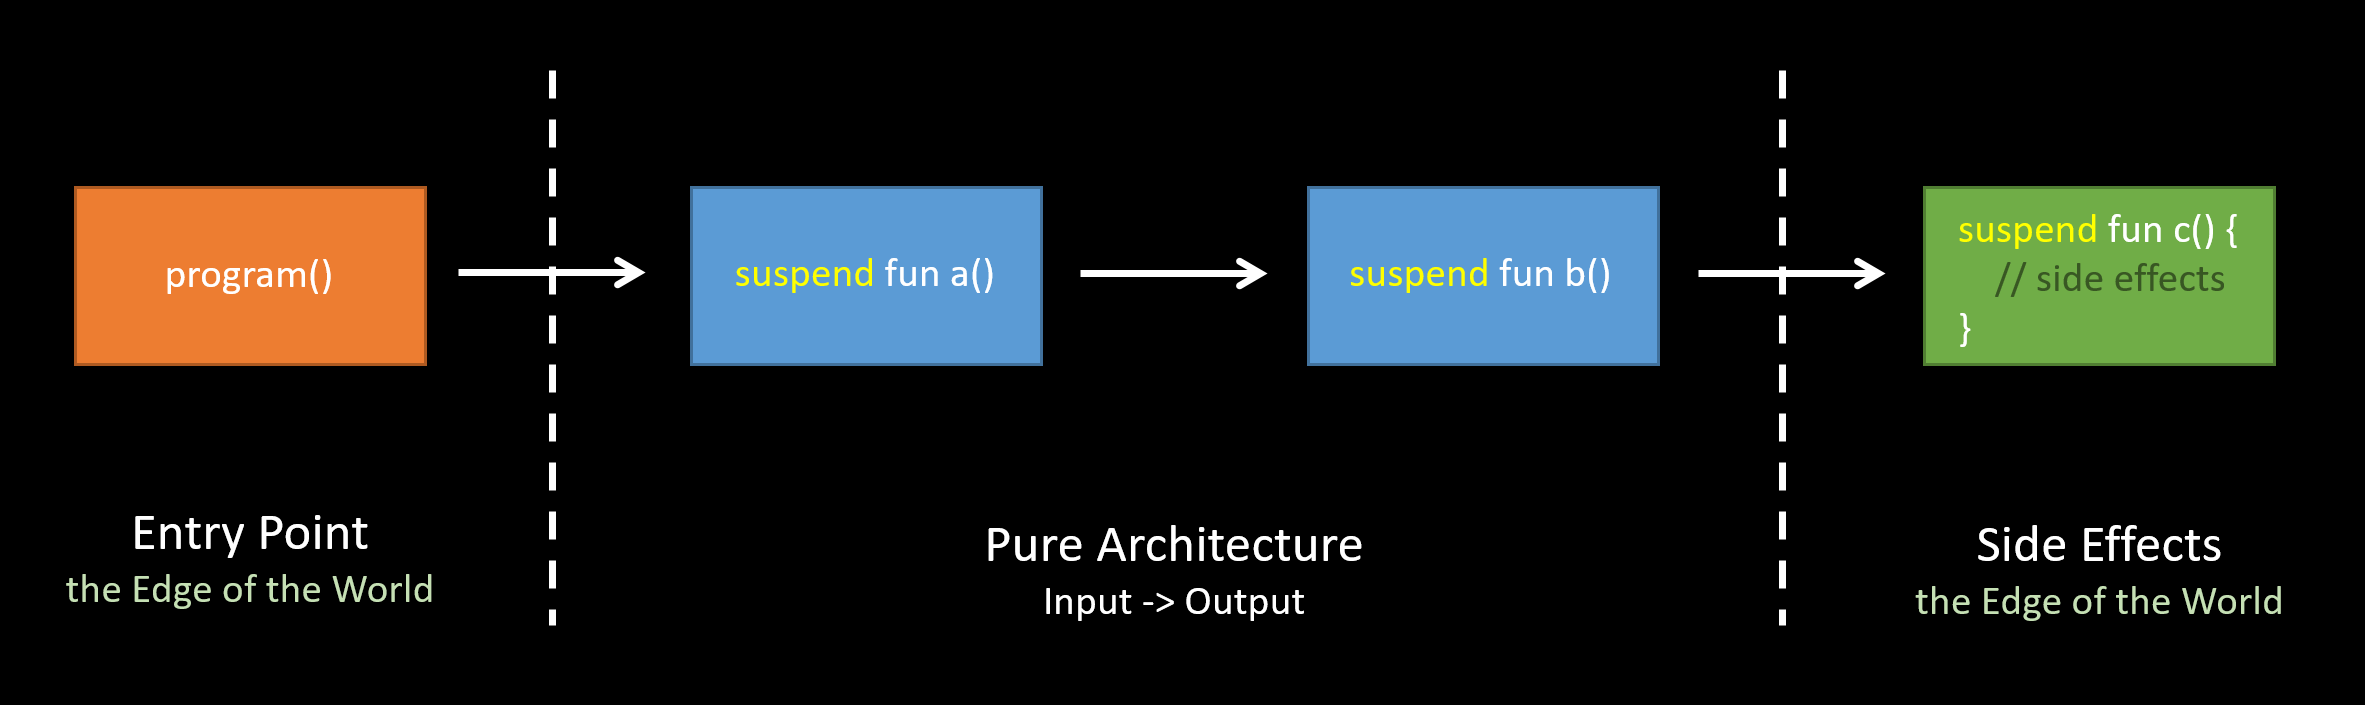 program()
suspend fun a()
suspend fun b()
suspend fun c() {
// side effects
}
Entry Point
the Edge of the World
Pure Architecture
Input -> Output
Side Effects
the Edge of the World